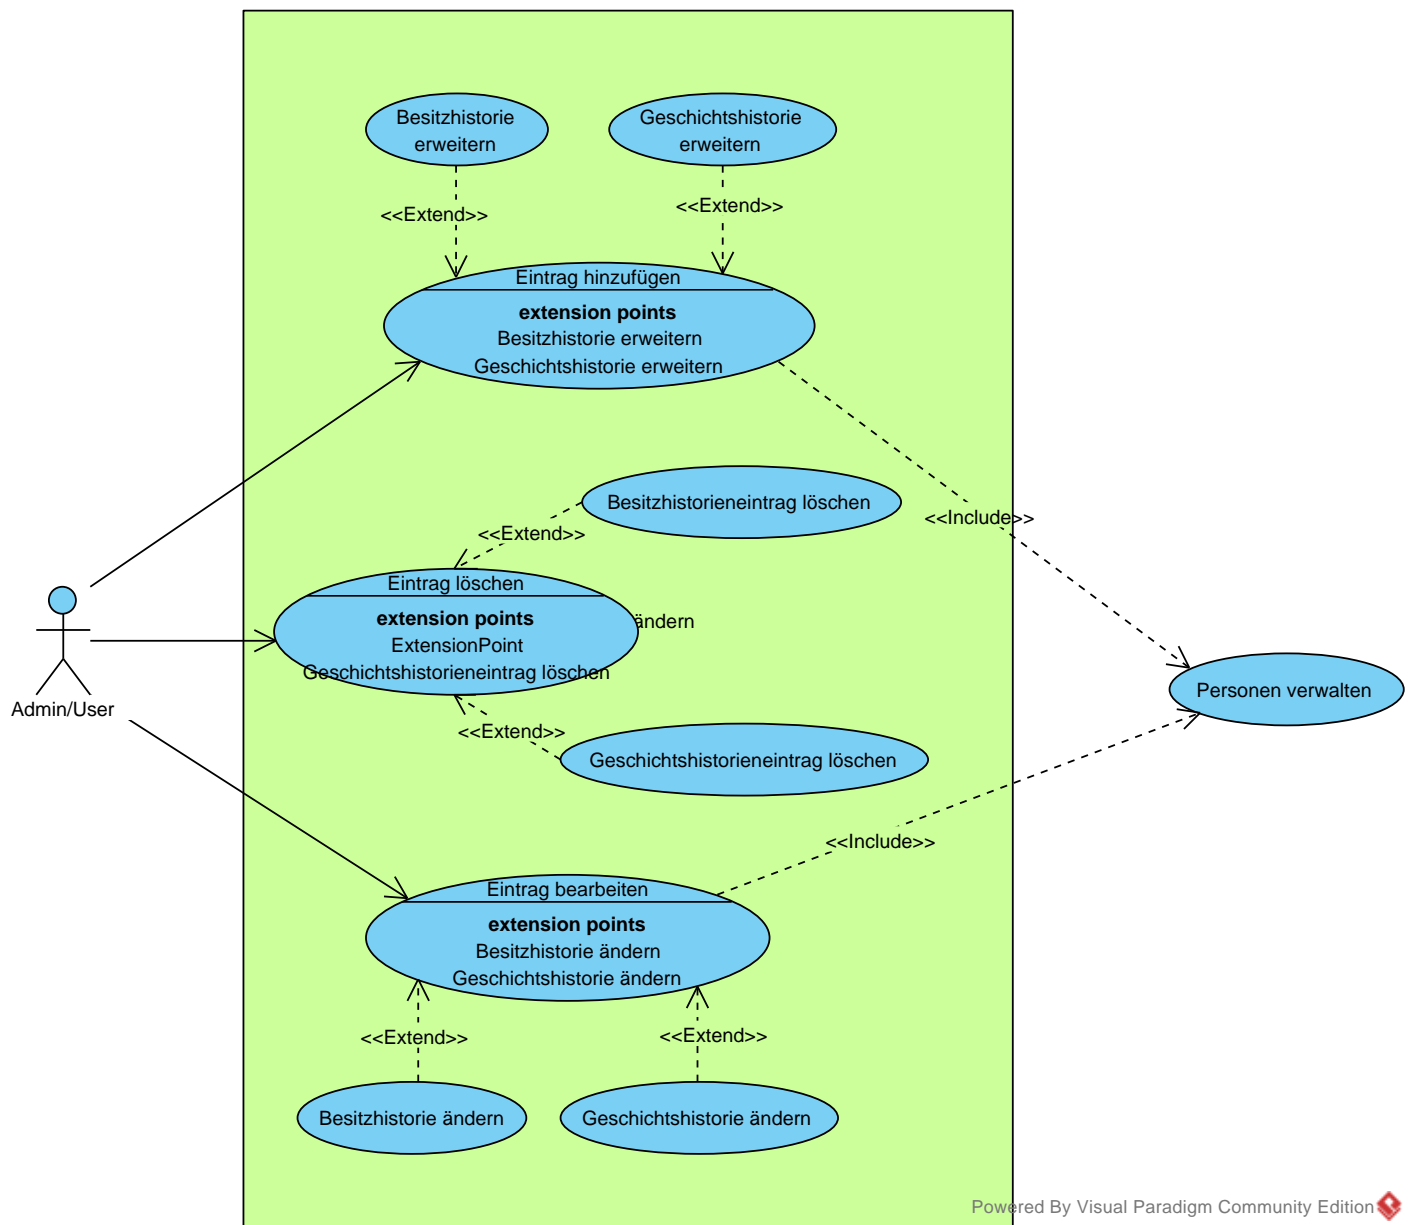 Besitzhistorie
erweitern
Geschichtshistorie
erweitern
<<Extend>>
<<Extend>>
Eintrag hinzufügen
extension points
Besitzhistorie erweitern
Geschichtshistorie erweitern
Besitzhistorieneintrag löschen
<<Include>>
<<Extend>>
Eintrag löschen
extension points
ändern
ExtensionPoint
Geschichtshistorieneintrag löschen
Admin/User
Personen verwalten
<<Extend>>
Geschichtshistorieneintrag löschen
<<Include>>
Eintrag bearbeiten
extension points
Besitzhistorie ändern
Geschichtshistorie ändern
<<Extend>>
<<Extend>>
Besitzhistorie ändern
Geschichtshistorie ändern
Powered By Visual Paradigm Community Edition